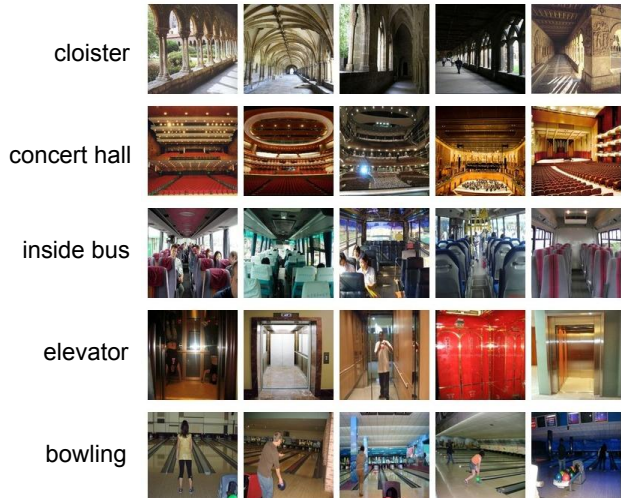 cloister
concert hall
inside bus
elevator
bowling